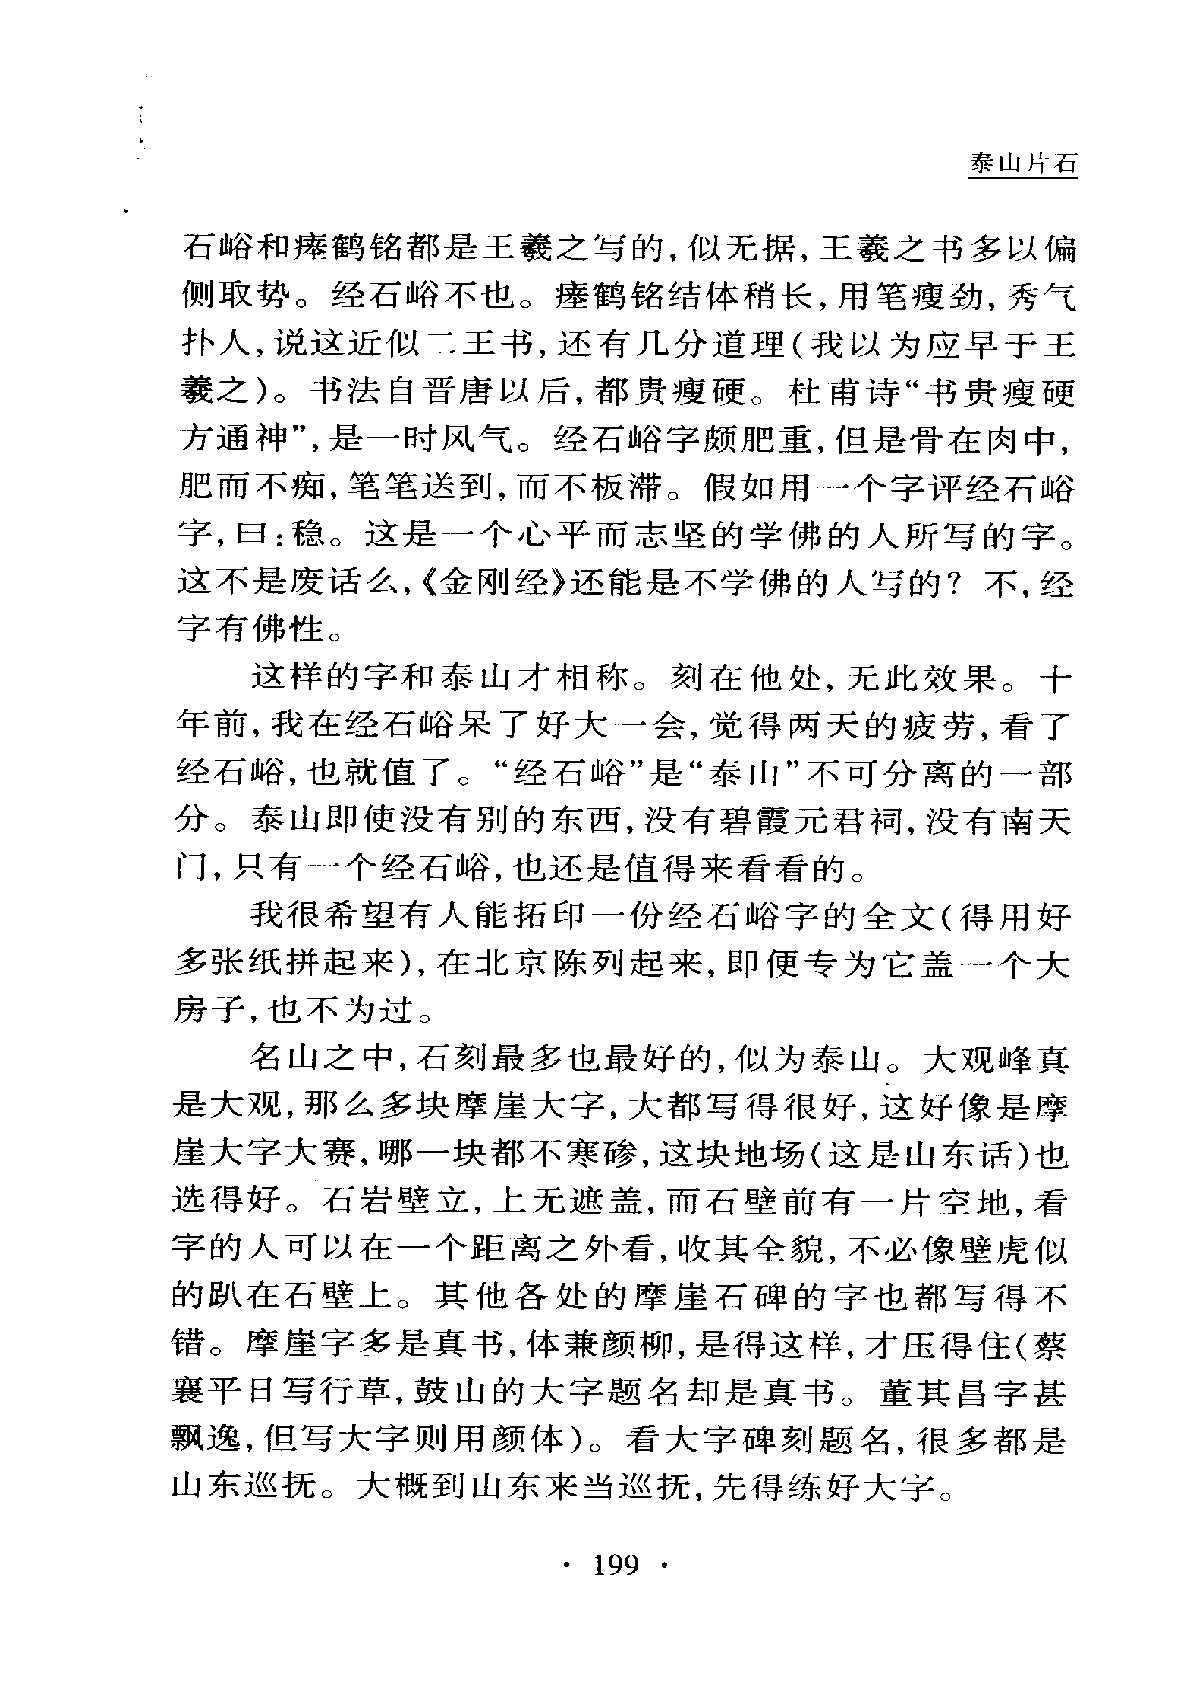 泰山片石
石峪和瘗鹤铭都是王羲之写的,似无据,王羲之书多以偏
侧取势。经石峪不也。瘗鹤铭结体稍长,用笔瘦劲,秀气
扑人,说这近似二王书,还有几分道理(我以为应早于王
羲之)。书法自晋唐以后,都贵瘦硬。杜甫诗“书贵瘦硬
方通神”,是一时风气。经石峪字颇肥重,但是骨在肉中,
肥而不痴,笔笔送到,而不板滞。假如用一个字评经石峪
字,曰:稳。这是一个心平而志坚的学佛的人所写的字。
这不是废话么,《金刚经》还能是不学佛的人写的?不,经
字有佛性。
这样的字和泰山才相称。刻在他处,无此效果。十
年前,我在经石峪呆了好大一会,觉得两天的疲劳,看了
经石峪,也就值了。“经石峪”是“泰山”不可分离的一部
分。泰山即使没有别的东西,没有碧霞元君祠,没有南天
门,只有一个经石峪,也还是值得来看看的。
我很希望有人能拓印一份经石峪字的全文(得用好
多张纸拼起来),在北京陈列起来,即便专为它盖一个大
房子,也不为过。
名山之中,石刻最多也最好的,似为泰山。大观峰真
是大观,那么多块摩崖大字,大都写得很好,这好像是摩
崖大字大赛,哪一块都不寒碜,这块地场(这是山东话)也
选得好。石岩壁立,上无遮盖,而石壁前有一片空地,看
字的人可以在一个距离之外看,收其全貌,不必像壁虎似
的趴在石壁上。其他各处的摩崖石碑的字也都写得不
错。摩崖字多是真书,体兼颜柳,是得这样,才压得住(蔡
襄平日写行草,鼓山的大字题名却是真书。董其昌字甚
飘逸,但写大字则用颜体)。看大字碑刻题名,很多都是
山东巡抚。大概到山东来当巡抚,先得练好大字。
· 199 ·